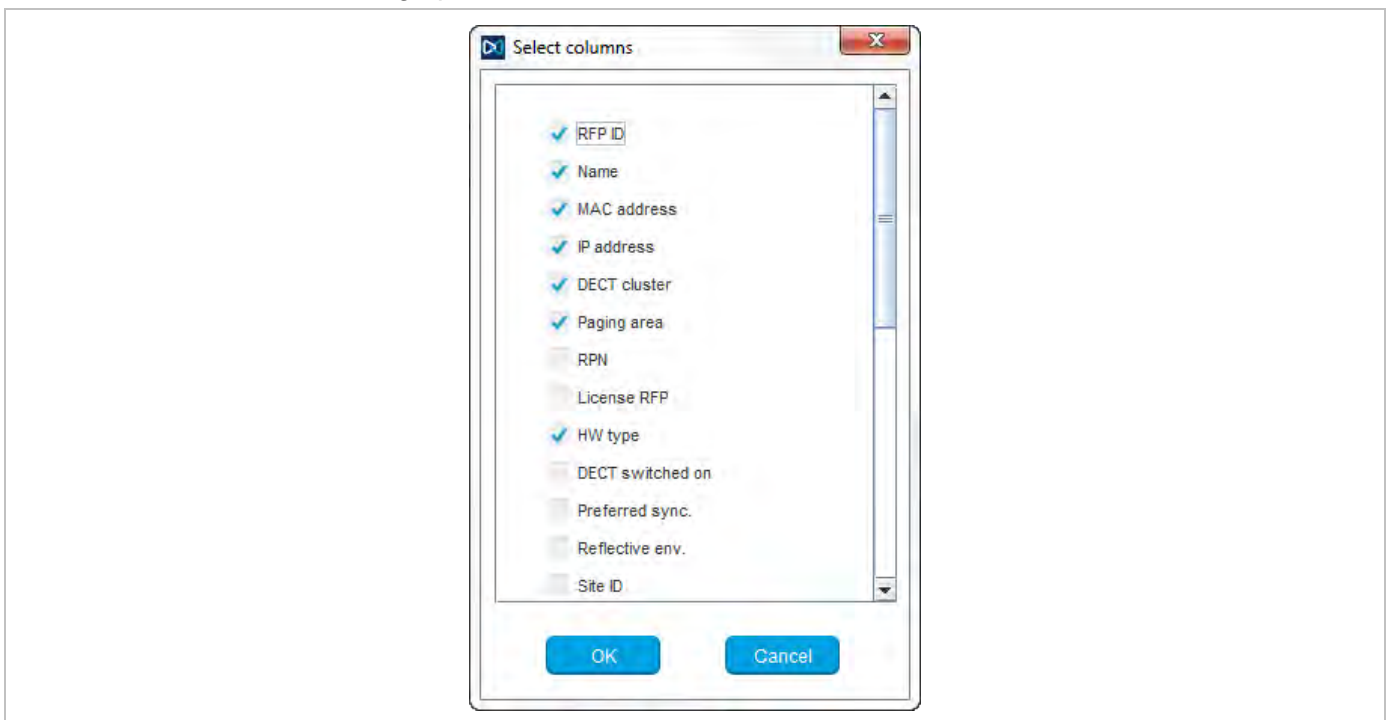 Select columns
RFP ID
Name
MAC address
IP address
DECT cluster
Paging area
RPN
License RFP
HW type
DECT switched on
Preferred sync.
Reflective env.
Site ID
OK
Cancel